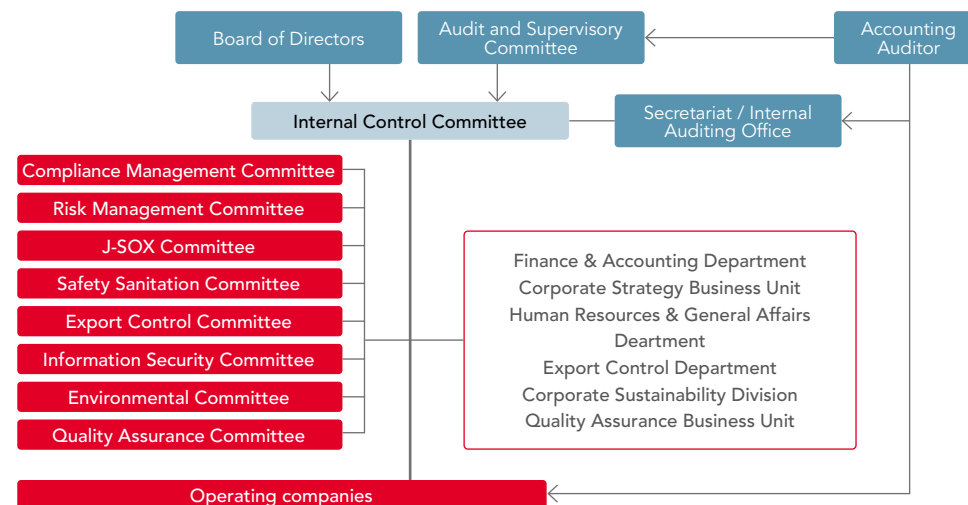 Board of Directors
Audit and Supervisory
Committee
Accounting
Auditor
Internal Control Committee
Secretariat / Internal
Auditing Office
Compliance Management Committee
Risk Management Committee
J-SOX Committee
Safety Sanitation Committee
Export Control Committee
Information Security Committee
Environmental Committee
Quality Assurance Committee
Finance & Accounting Department
Corporate Strategy Business Unit
Human Resources & General Affairs
Deartment
Export Control Department
Corporate Sustainability Division
Quality Assurance Business Unit
Operating companies